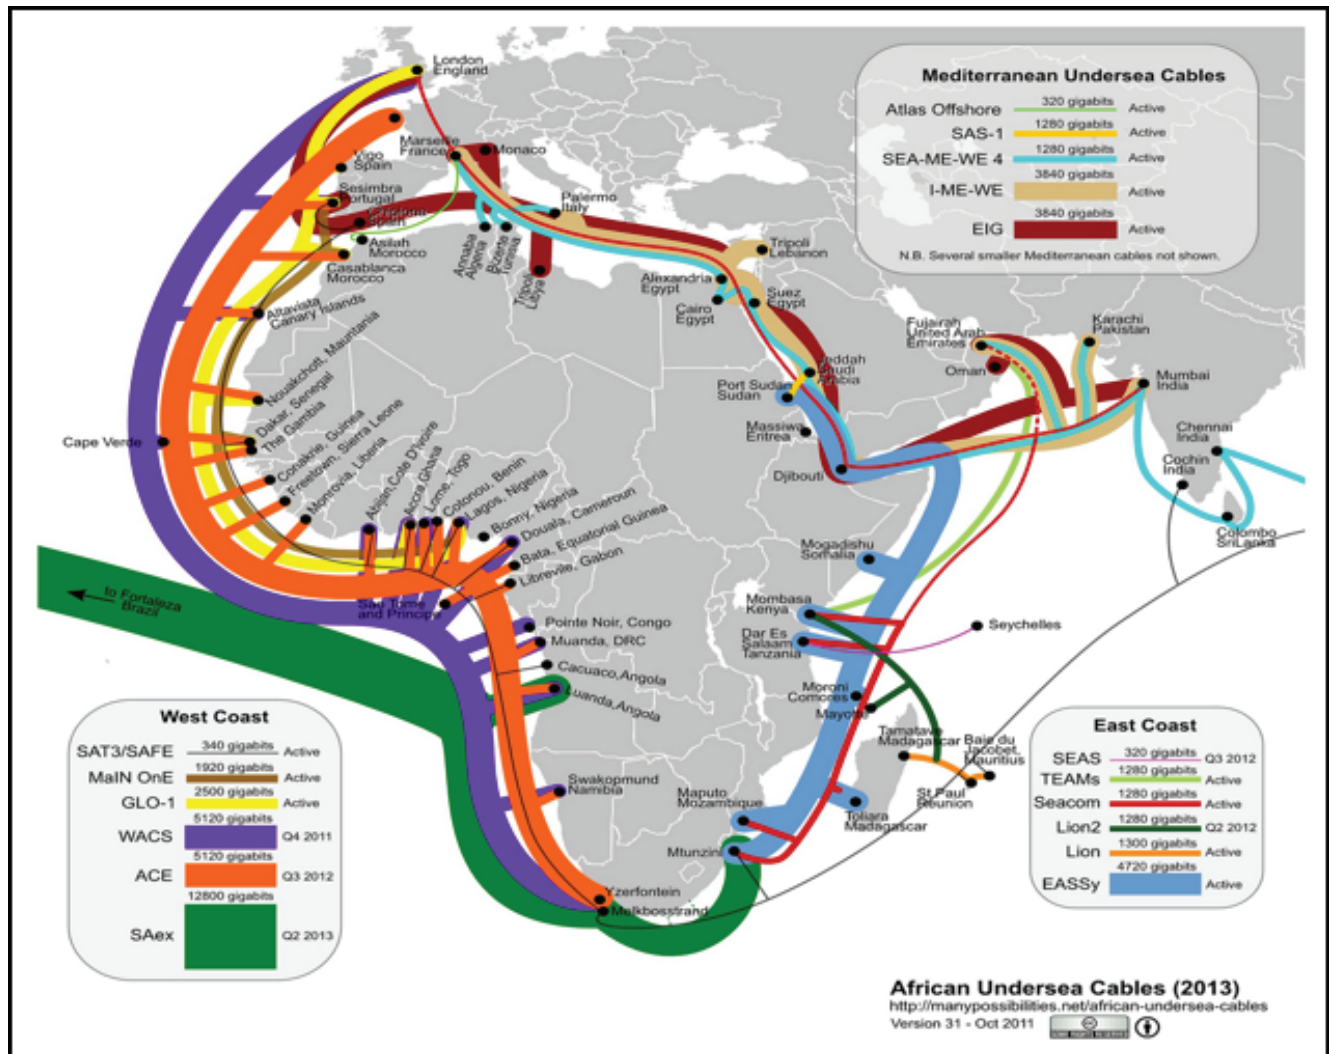 London
England
Marseille
France
Monaco
Vigo
Spain
Sesimbra
Portugal
Spain
Palermo
Italy
Asilah
Morocco
Casablanca
Morocco
Annaba
Algeria
Bizerte
Tunisia
Tripoli
Libya
Tripoli
Lebanon
Alexandria
Egypt
Cairo
Egypt
Suez
Egypt
Altavista
Canary Islands
Jeddah
Saudi
Arabia
Port Sudan
Sudan
Massiwa
Eritrea
Djibouti
Fujairah
United Arab
Emirates
Oman
Karachi
Pakistan
Mumbai
India
Chennai
India
Cochin
India
Colombo
SriLanka
Nouakchott, Mauritania
Dakar, Senegal
The Gambia
Cape Verde
Conakrie, Guinea
Freetown, Sierra Leone
Monrovia, Liberia
Abijan,Cote D'Ivoire
Accra,Ghana
Lome, Togo
Cotonou, Benin
Lagos, Nigeria
Bonny, Nigeria
Douala, Cameroun
Bata, Equatorial Guinea
Libreville, Gabon
Sao Tome
and Principe
Pointe Noir, Congo
Muanda, DRC
Cacuaco,Angola
Luanda,Angola
Swakopmund
Namibia
Yzerfontein
Melkbosstrand
Mogadishu
Somalia
Mombasa
Kenya
Dar Es
Salaam
Tanzania
Seychelles
Moroni
Comores
Mayotte
Tamatave
Madagascar
Baie du
Jacobet,
Mauritius
St Paul
Reunion
Maputo
Mozambique
Toliara
Madagascar
Mtunzini
to Fortaleza
Brazil
Mediterranean Undersea Cables
Atlas Offshore 320 gigabits Active
SAS-1 1280 gigabits Active
SEA-ME-WE 4 1280 gigabits Active
I-ME-WE 3840 gigabits Active
EIG 3840 gigabits Active
N.B. Several smaller Mediterranean cables not shown.
West Coast
SAT3/SAFE 340 gigabits Active
MaIN OnE 1920 gigabits Active
GLO-1 2500 gigabits Active
WACS 5120 gigabits Q4 2011
ACE 5120 gigabits Q3 2012
SAex 12800 gigabits Q2 2013
East Coast
SEAS 320 gigabits Q3 2012
TEAMs 1280 gigabits Active
Seacom 1280 gigabits Active
Lion2 1280 gigabits Q2 2012
Lion 1300 gigabits Active
EASSy 4720 gigabits Active
African Undersea Cables (2013)
http://manypossibilities.net/african-undersea-cables
Version 31 - Oct 2011